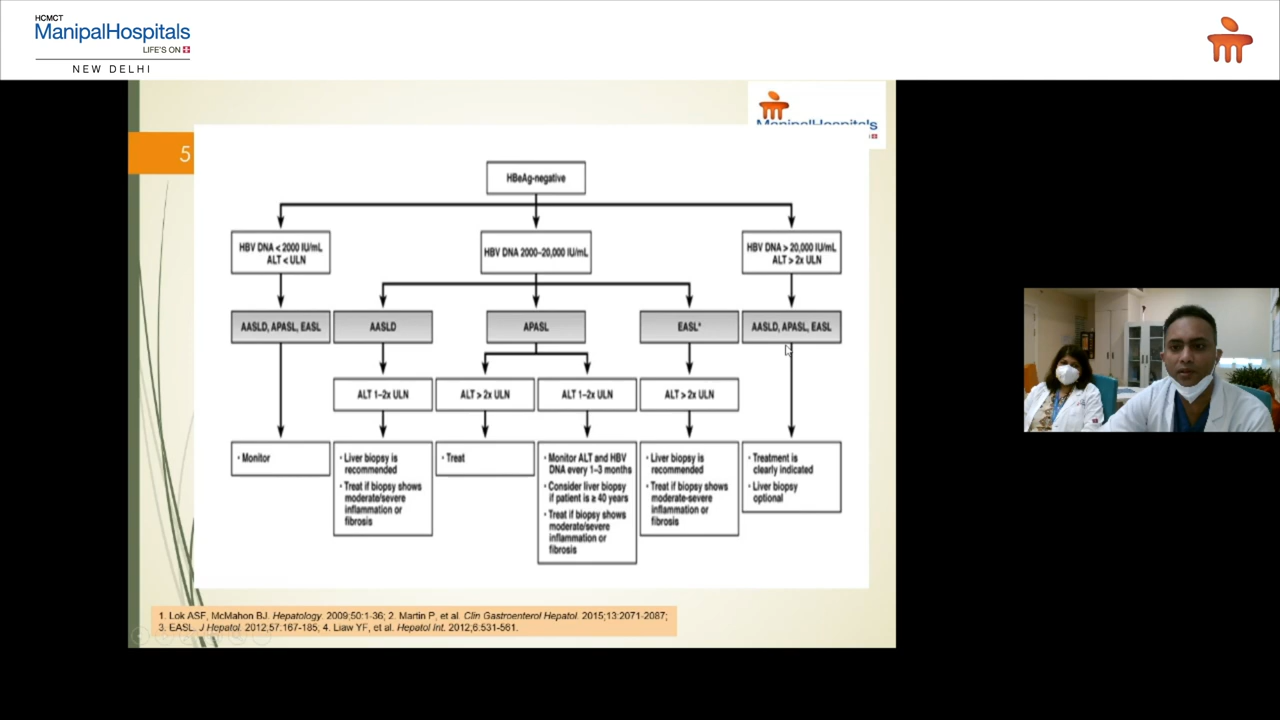 HCMCT
ManipalHospitals
LIFE'S ON
NEW DELHI
ManipalHospitals
5
HBeAg-negative
HBV DNA < 2000 IU/mL
ALT < ULN
HBV DNA 2000–20,000 IU/mL
HBV DNA > 20,000 IU/mL
ALT > 2x ULN
AASLD, APASL, EASL
AASLD
APASL
EASL*
AASLD, APASL, EASL
ALT 1–2x ULN
ALT > 2x ULN
ALT 1–2x ULN
ALT > 2x ULN
• Monitor
• Liver biopsy is
recommended
• Treat if biopsy shows
moderate/severe
inflammation or
fibrosis
• Treat
• Monitor ALT and HBV
DNA every 1–3 months
• Consider liver biopsy
if patient is ≥ 40 years
• Treat if biopsy shows
moderate/severe
inflammation or
fibrosis
• Liver biopsy is
recommended
• Treat if biopsy shows
moderate-severe
inflammation or
fibrosis
• Treatment is
clearly indicated
• Liver biopsy
optional
1. Lok ASF, McMahon BJ. Hepatology. 2009;50:1-36; 2. Martin P, et al. Clin Gastroenterol Hepatol. 2015;13:2071-2087;
3. EASL. J Hepatol. 2012;57:167-185; 4. Liaw YF, et al. Hepatol Int. 2012;6:531-561.